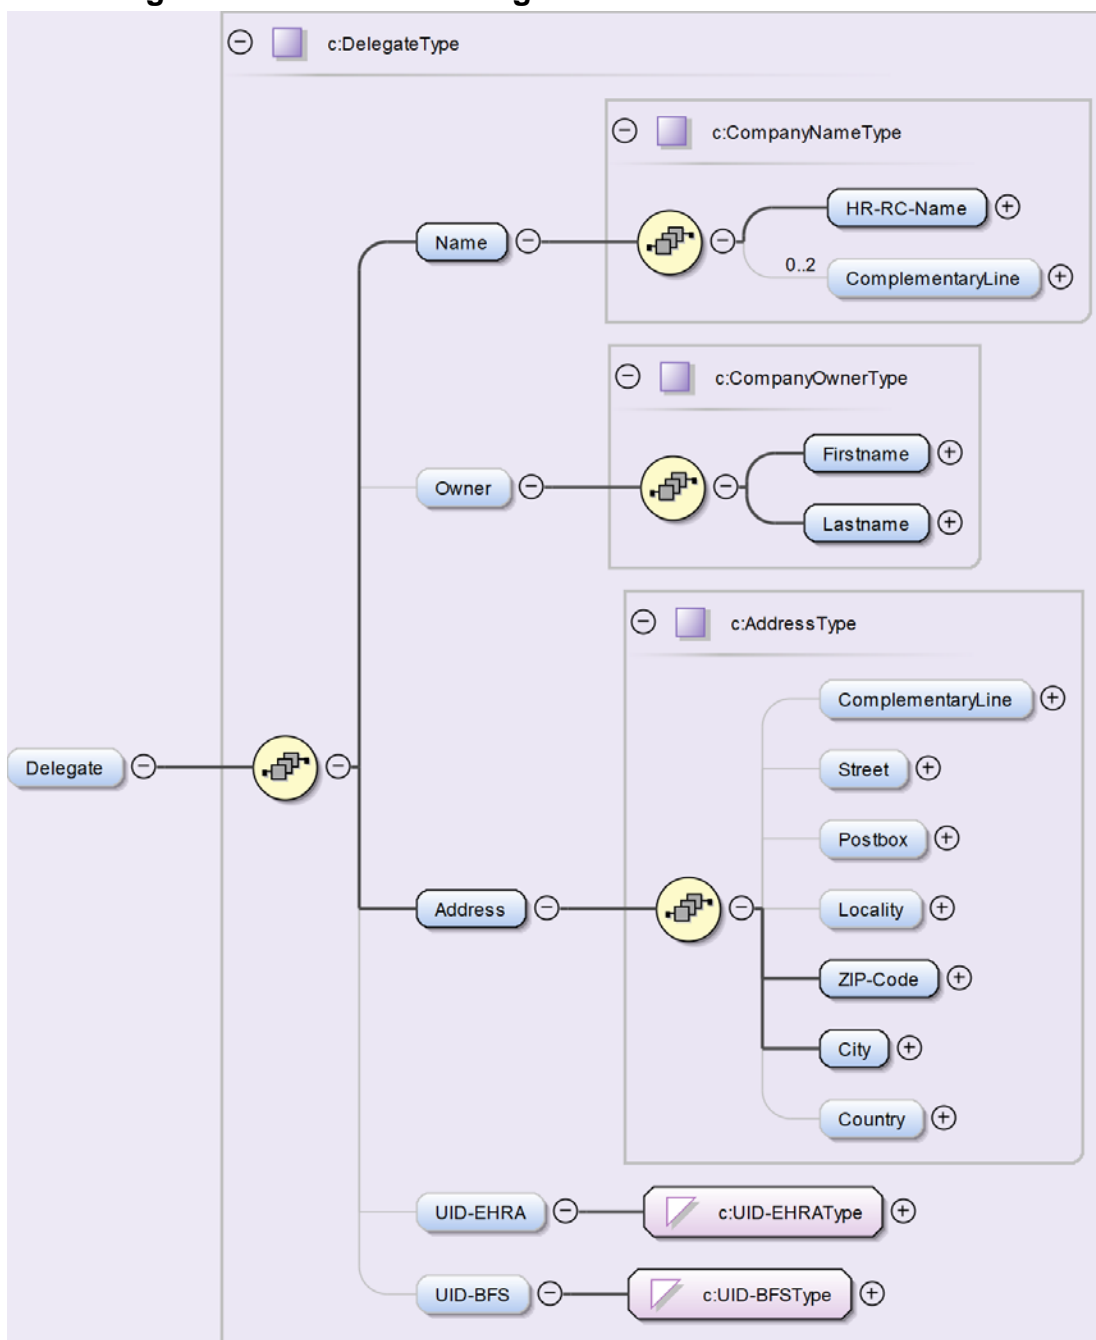 c:DelegateType
c:CompanyNameType
HR-RC-Name
Name
0..2
ComplementaryLine
c:CompanyOwnerType
Firstname
Owner
Lastname
c:AddressType
ComplementaryLine
Delegate
Street
Postbox
Address
Locality
ZIP-Code
City
Country
UID-EHRA
c:UID-EHRAType
UID-BFS
c:UID-BFSType